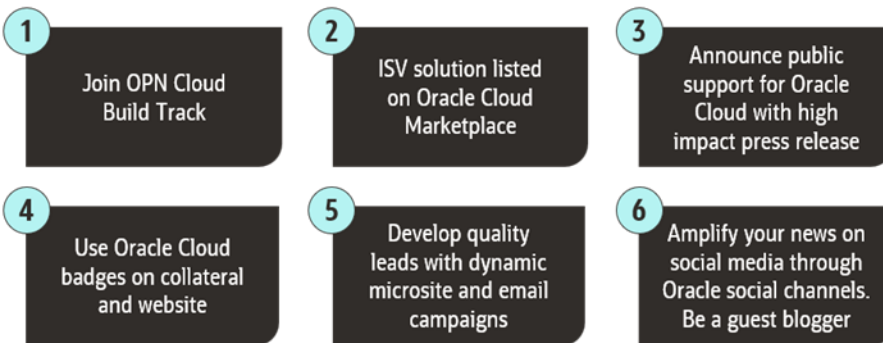 1
Join OPN Cloud
Build Track
2
ISV solution listed
on Oracle Cloud
Marketplace
3
Announce public
support for Oracle
Cloud with high
impact press release
4
Use Oracle Cloud
badges on collateral
and website
5
Develop quality
leads with dynamic
microsite and email
campaigns
6
Amplify your news on
social media through
Oracle social channels.
Be a guest blogger